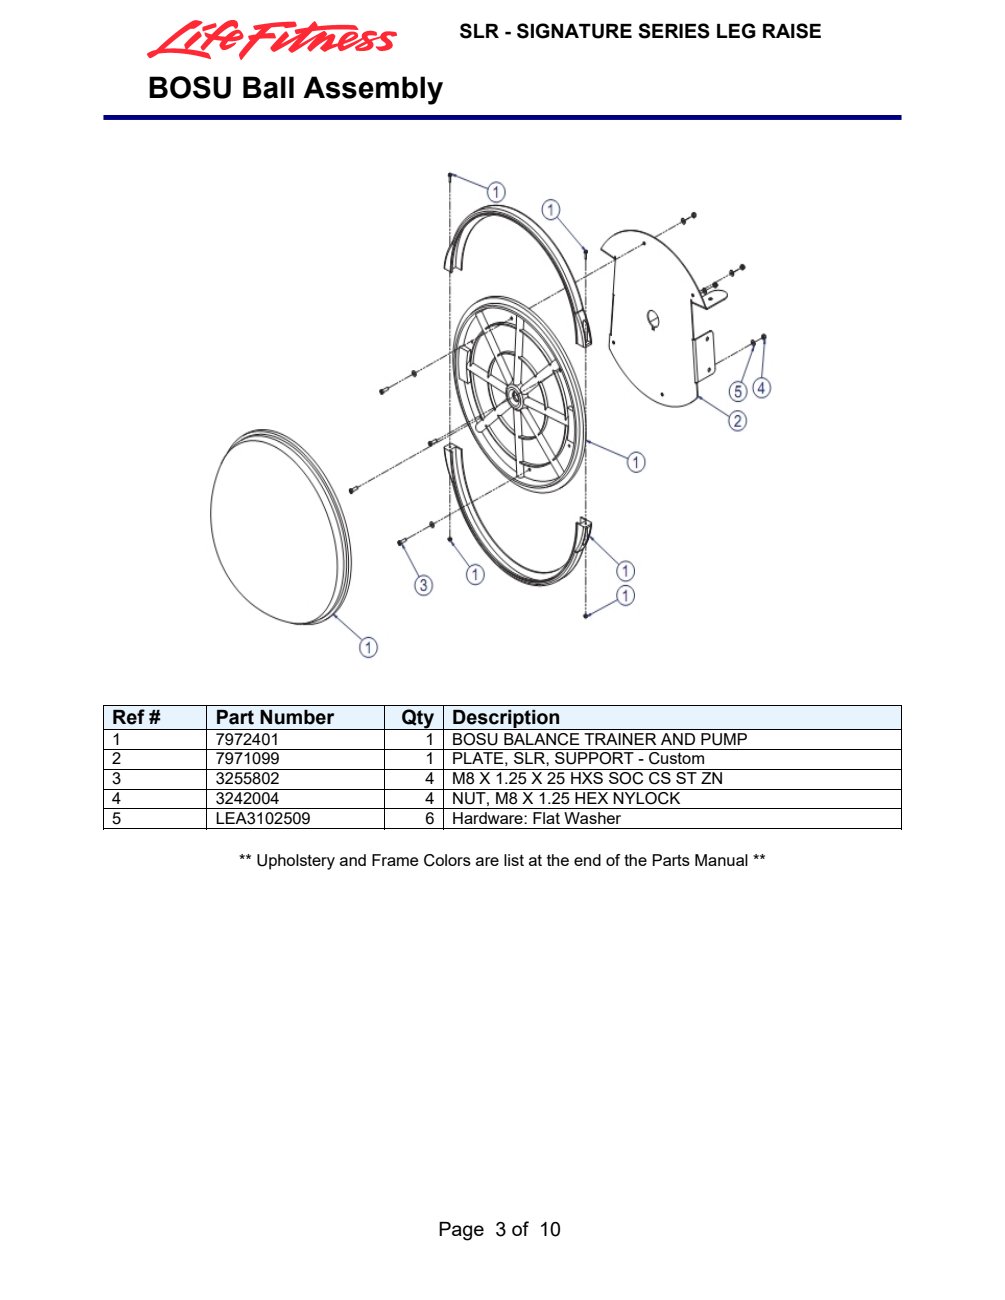 Life Fitness
SLR - SIGNATURE SERIES LEG RAISE
BOSU Ball Assembly
1
1
5
4
2
1
3
1
1
1
1
Ref # Part Number Qty Description
1 7972401 1 BOSU BALANCE TRAINER AND PUMP
2 7971099 1 PLATE, SLR, SUPPORT - Custom
3 3255802 4 M8 X 1.25 X 25 HXS SOC CS ST ZN
4 3242004 4 NUT, M8 X 1.25 HEX NYLOCK
5 LEA3102509 6 Hardware: Flat Washer
** Upholstery and Frame Colors are list at the end of the Parts Manual **
Page 3 of 10